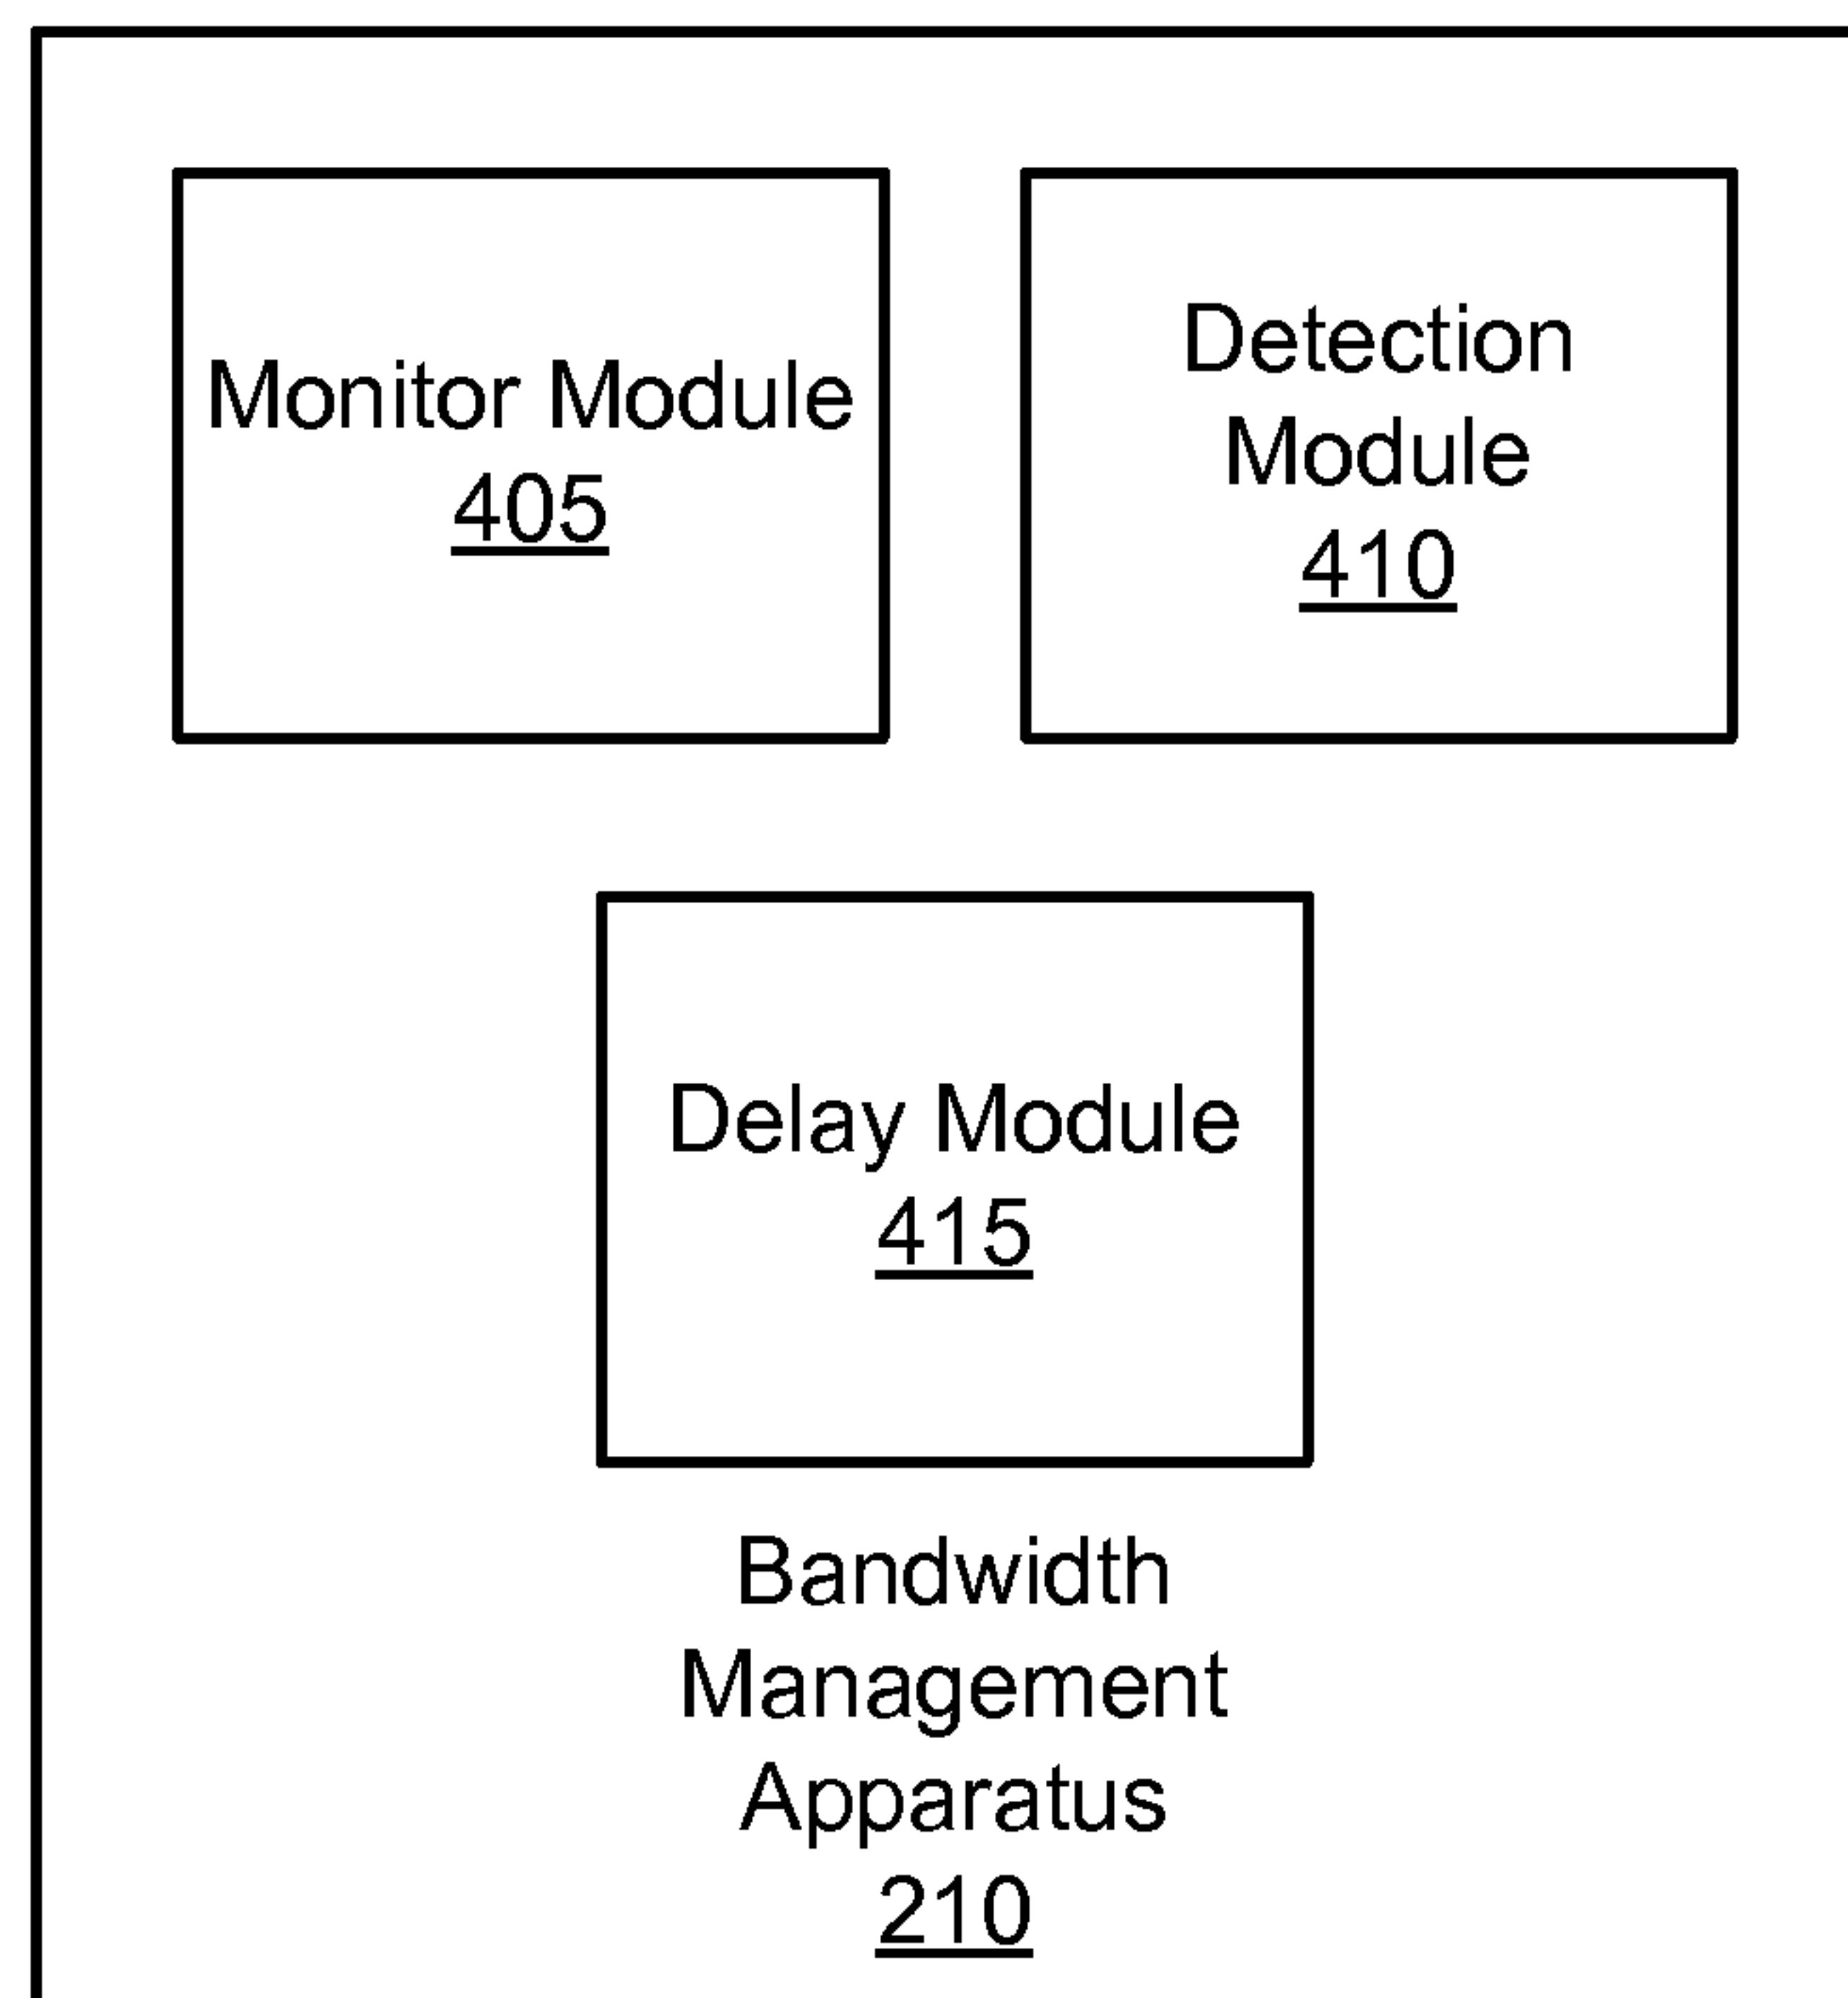 Monitor Module
405
Detection
Module
410
Delay Module
415
Bandwidth
Management
Apparatus
210